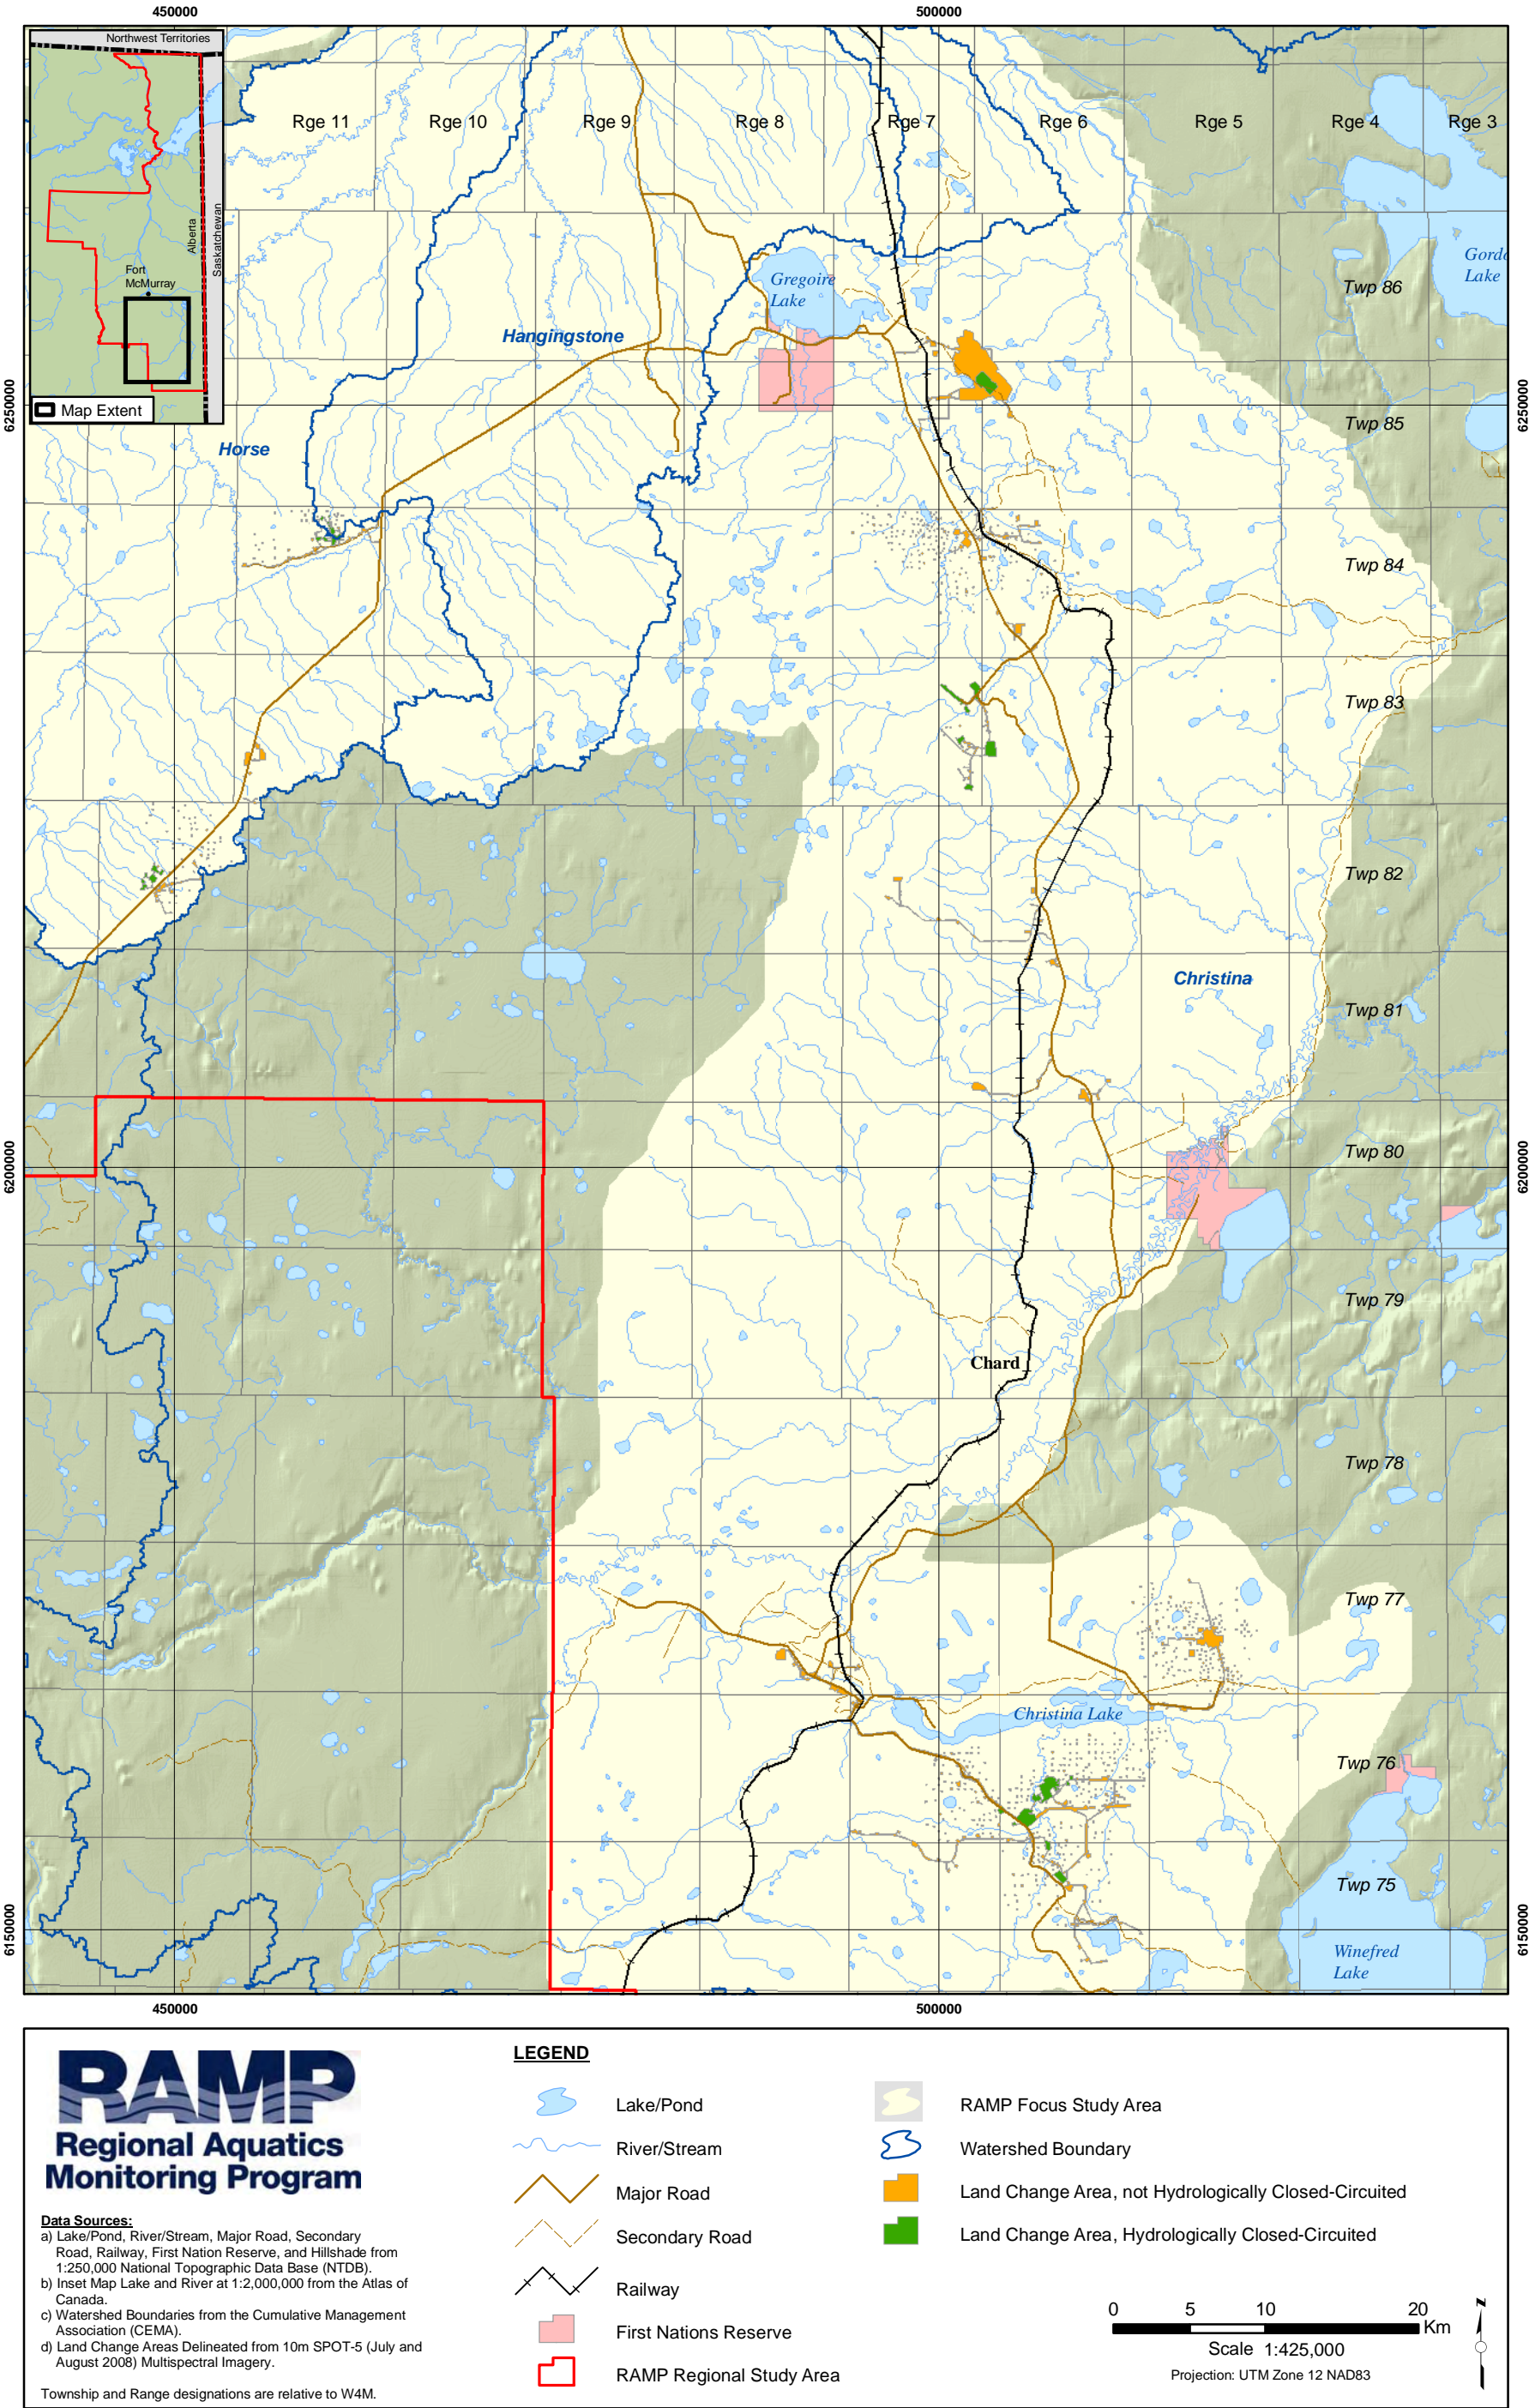 450000
500000
Northwest Territories
Alberta
Saskatchewan
Fort
McMurray
Map Extent
Rge 11
Rge 10
Rge 9
Rge 8
Rge 7
Rge 6
Rge 5
Rge 4
Rge 3
Gregoire
Lake
Gordo
Lake
Twp 86
Hangingstone
6250000
6250000
Twp 85
Horse
Twp 84
Twp 83
Twp 82
Christina
Twp 81
6200000
6200000
Twp 80
Twp 79
Chard
Twp 78
Twp 77
Christina Lake
Twp 76
Twp 75
6150000
6150000
Winefred
Lake
450000
500000
RAMP
Regional Aquatics
Monitoring Program
Data Sources:
a) Lake/Pond, River/Stream, Major Road, Secondary
Road, Railway, First Nation Reserve, and Hillshade from
1:250,000 National Topographic Data Base (NTDB).
b) Inset Map Lake and River at 1:2,000,000 from the Atlas of
Canada.
c) Watershed Boundaries from the Cumulative Management
Association (CEMA).
d) Land Change Areas Delineated from 10m SPOT-5 (July and
August 2008) Multispectral Imagery.
Township and Range designations are relative to W4M.
LEGEND
Lake/Pond
River/Stream
Major Road
Secondary Road
Railway
First Nations Reserve
RAMP Regional Study Area
RAMP Focus Study Area
Watershed Boundary
Land Change Area, not Hydrologically Closed-Circuited
Land Change Area, Hydrologically Closed-Circuited
0 5 10 20
Km
Scale 1:425,000
Projection: UTM Zone 12 NAD83
N